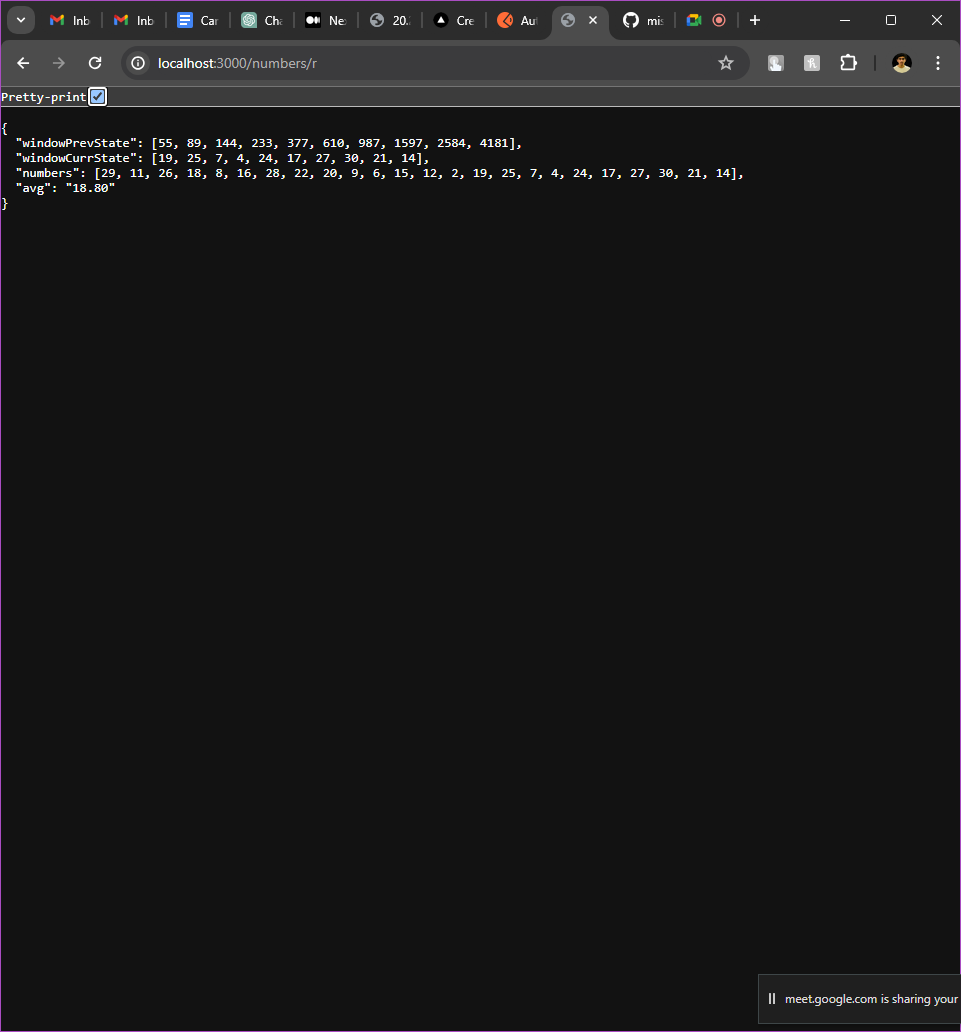 Inb
Inb
Car
Cha
Ne
20.
Cre
Aut
mis
localhost:3000/numbers/r
Pretty-print
{
  "windowPrevState": [55, 89, 144, 233, 377, 610, 987, 1597, 2584, 4181],
  "windowCurrState": [19, 25, 7, 4, 24, 17, 27, 30, 21, 14],
  "numbers": [29, 11, 26, 18, 8, 16, 28, 22, 20, 9, 6, 15, 12, 2, 19, 25, 7, 4, 24, 17, 27, 30, 21, 14],
  "avg": "18.80"
}
meet.google.com is sharing your